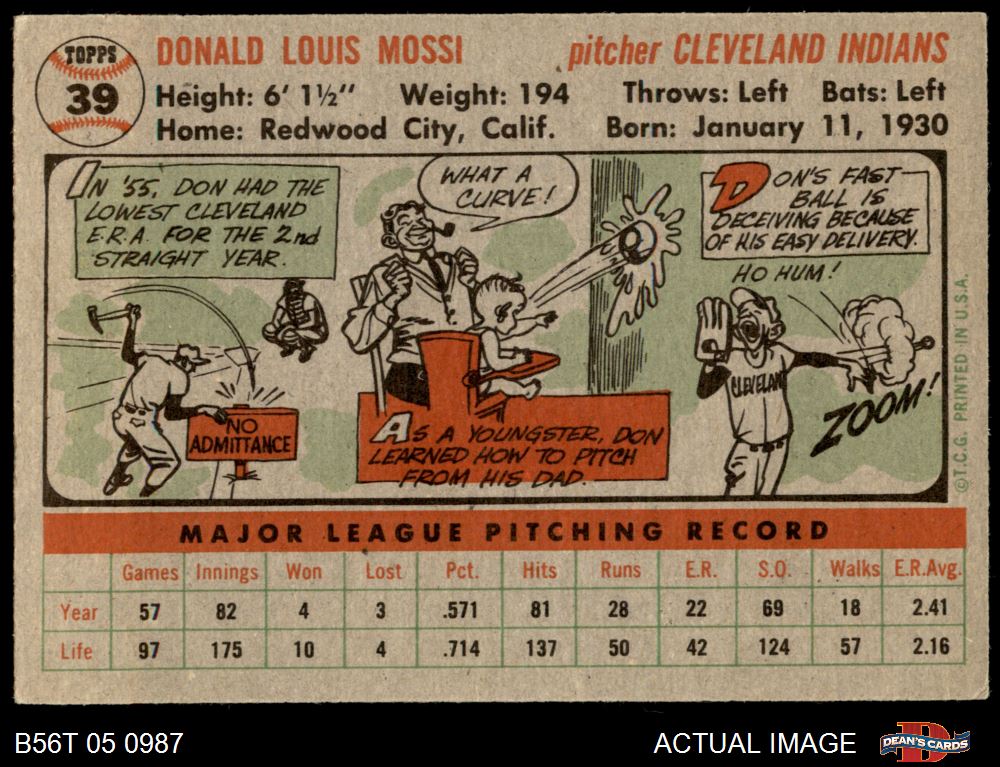 TOPPS
39
DONALD LOUIS MOSSI
pitcher CLEVELAND INDIANS
Height: 6' 1½" Weight: 194 Throws: Left Bats: Left
Home: Redwood City, Calif. Born: January 11, 1930
IN '55, DON HAD THE
LOWEST CLEVELAND
E.R.A. FOR THE 2nd
STRAIGHT YEAR.
NO
ADMITTANCE
WHAT A
CURVE!
AS A YOUNGSTER, DON
LEARNED HOW TO PITCH
FROM HIS DAD.
DON'S FAST
BALL IS
DECEIVING BECAUSE
OF HIS EASY DELIVERY.
HO HUM!
CLEVELAND
ZOOM!
©T.C.G. PRINTED IN U.S.A.
MAJOR LEAGUE PITCHING RECORD
Games Innings Won Lost Pct. Hits Runs E.R. S.O. Walks E.R.Avg.
Year 57 82 4 3 .571 81 28 22 69 18 2.41
Life 97 175 10 4 .714 137 50 42 124 57 2.16
B56T 05 0987
ACTUAL IMAGE
DEAN'S CARDS